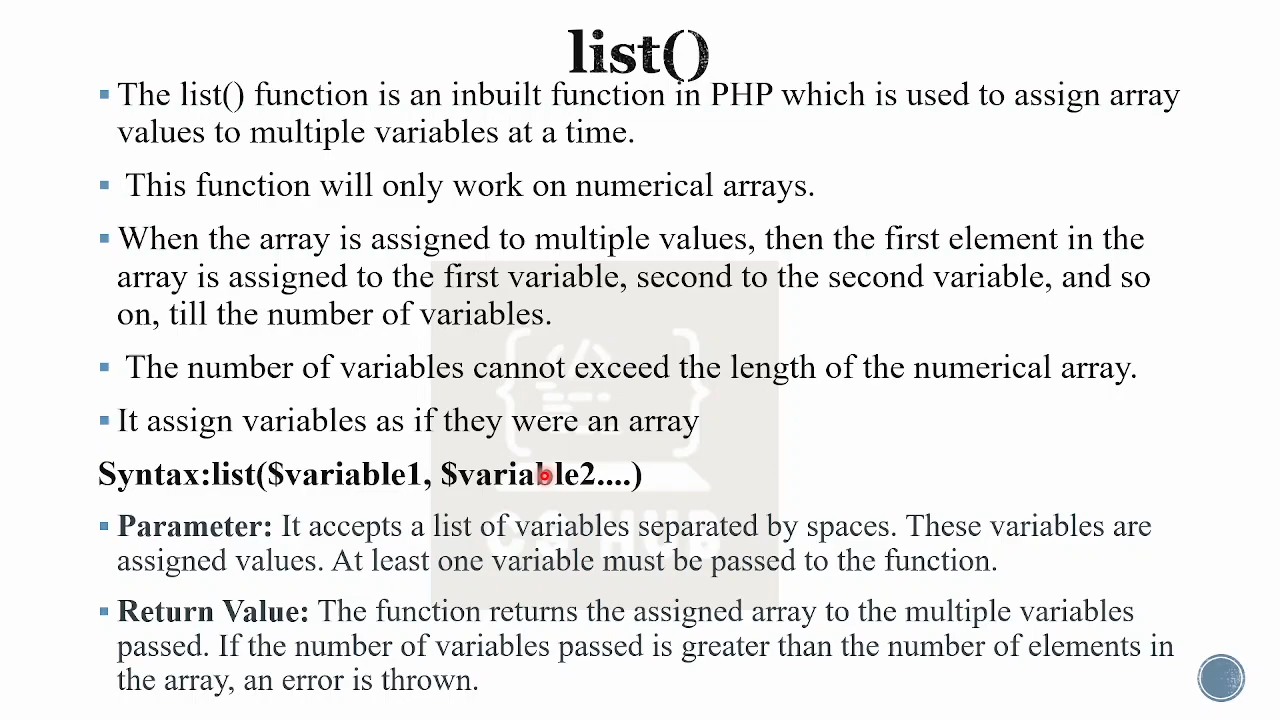 list()
The list() function is an inbuilt function in PHP which is used to assign array
values to multiple variables at a time.
This function will only work on numerical arrays.
When the array is assigned to multiple values, then the first element in the
array is assigned to the first variable, second to the second variable, and so
on, till the number of variables.
The number of variables cannot exceed the length of the numerical array.
It assign variables as if they were an array
Syntax:list($variable1, $variable2....)
Parameter: It accepts a list of variables separated by spaces. These variables are
assigned values. At least one variable must be passed to the function.
CS HUB
Return Value: The function returns the assigned array to the multiple variables
passed. If the number of variables passed is greater than the number of elements in
the array, an error is thrown.